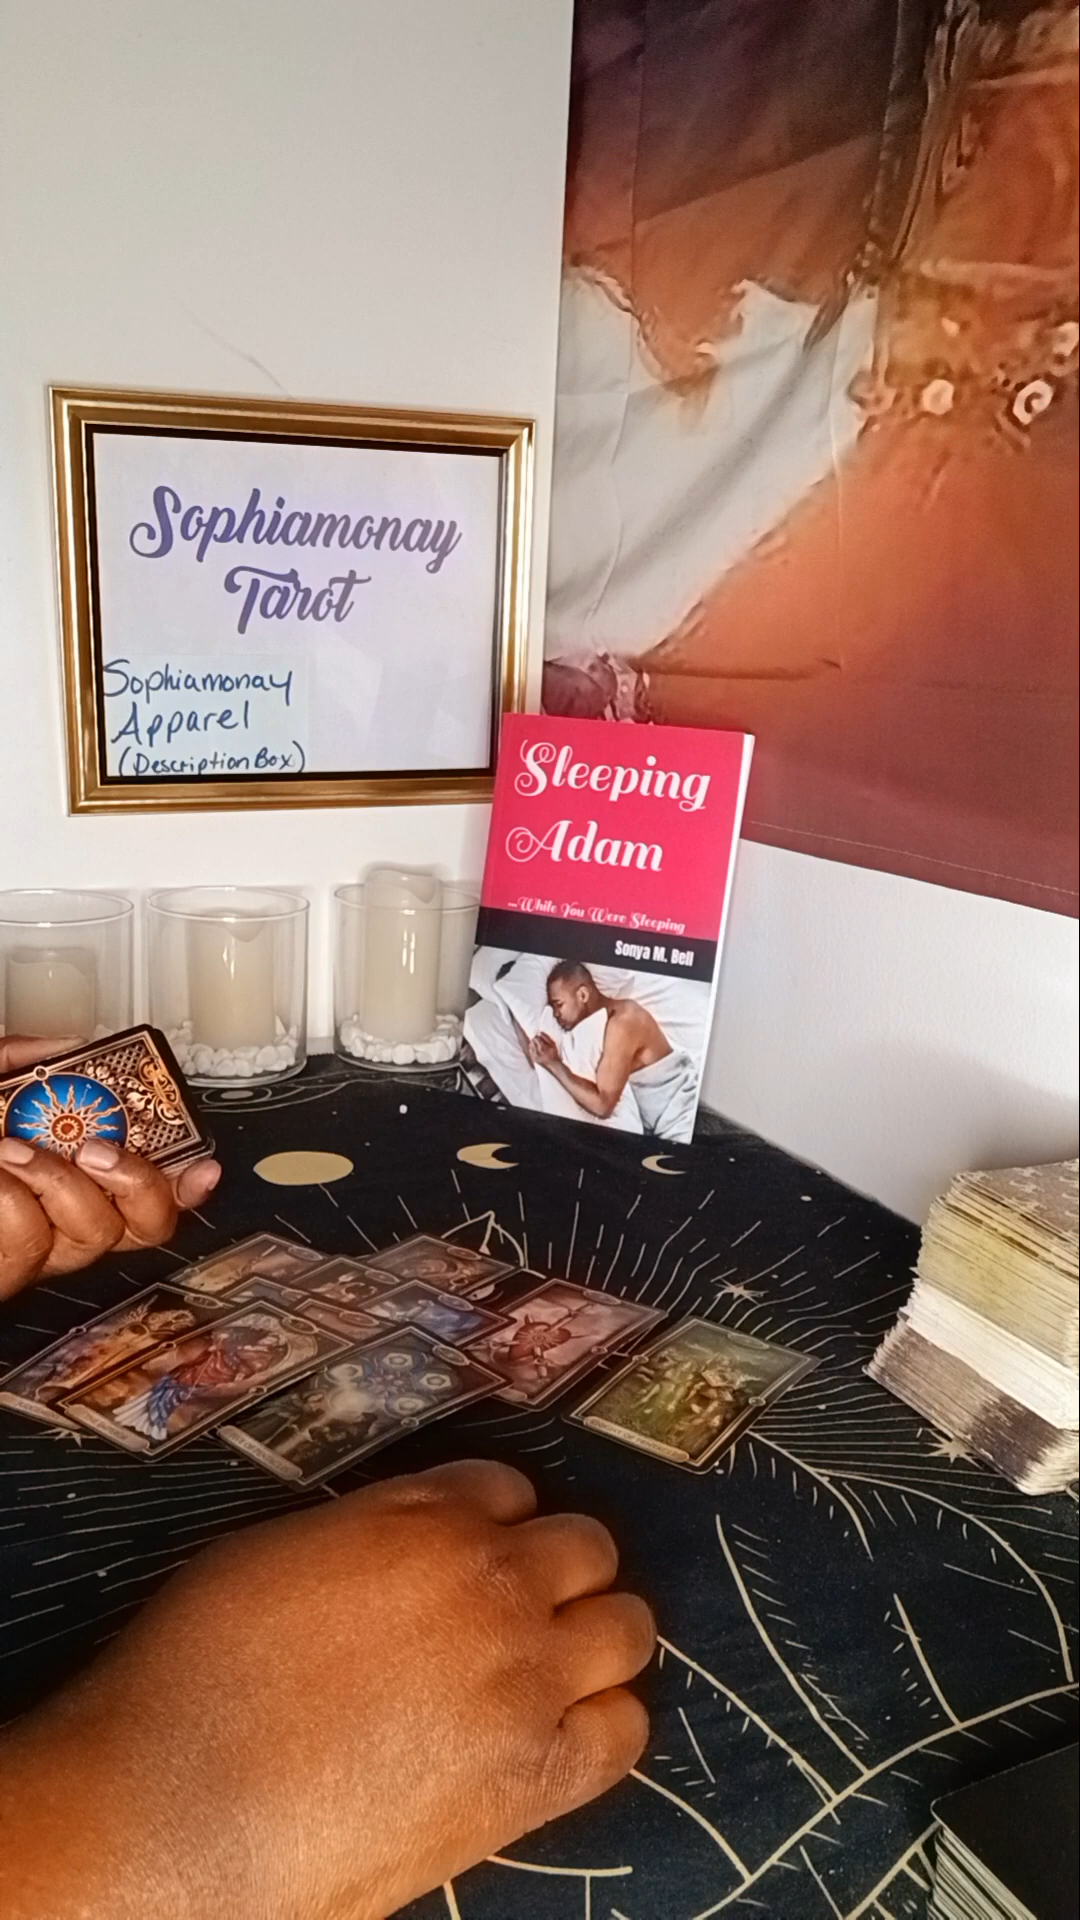 Sophiamonay
Tarot
Sophiamonay
Apparel
(Description Box)
Sleeping
Adam
...While You Were Sleeping
Sonya M. Bell